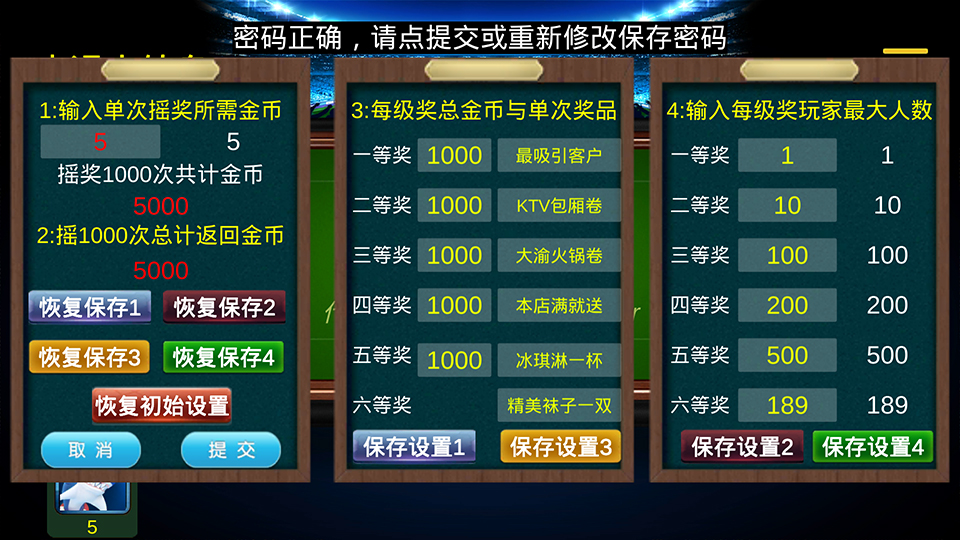 密码正确，请点提交或重新修改保存密码
1:输入单次摇奖所需金币
5 5
摇奖1000次共计金币
5000
2:摇1000次总计返回金币
5000
恢复保存1 恢复保存2
恢复保存3 恢复保存4
恢复初始设置
取 消 提 交
3:每级奖总金币与单次奖品
一等奖 1000 最吸引客户
二等奖 1000 KTV包厢卷
三等奖 1000 大渝火锅卷
四等奖 1000 本店满就送
五等奖 1000 冰琪淋一杯
六等奖 精美袜子一双
保存设置1 保存设置3
4:输入每级奖玩家最大人数
一等奖 1 1
二等奖 10 10
三等奖 100 100
四等奖 200 200
五等奖 500 500
六等奖 189 189
保存设置2 保存设置4
5